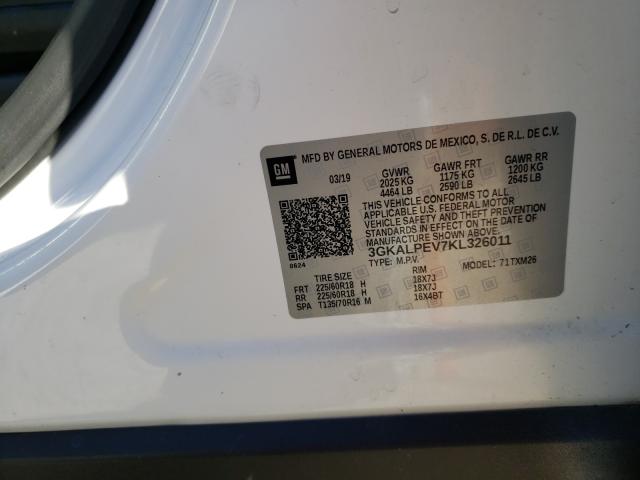 GM
MFD BY GENERAL MOTORS DE MEXICO, S. DE R.L. DE C.V.
03/19 GVWR GAWR FRT GAWR RR
2025 KG 1175 KG 1200 KG
4464 LB 2590 LB 2645 LB
THIS VEHICLE CONFORMS TO ALL
APPLICABLE U.S. FEDERAL MOTOR
VEHICLE SAFETY AND THEFT PREVENTION
STANDARDS IN EFFECT ON THE DATE OF
MANUFACTURE SHOWN ABOVE.
3GKALPEV7KL326011
0624
TYPE: M.P.V. MODEL: 71TXM26
TIRE SIZE RIM
FRT 225/60R18 H 18X7J
RR 225/60R18 H 18X7J
SPA T135/70R16 M 16X4BT